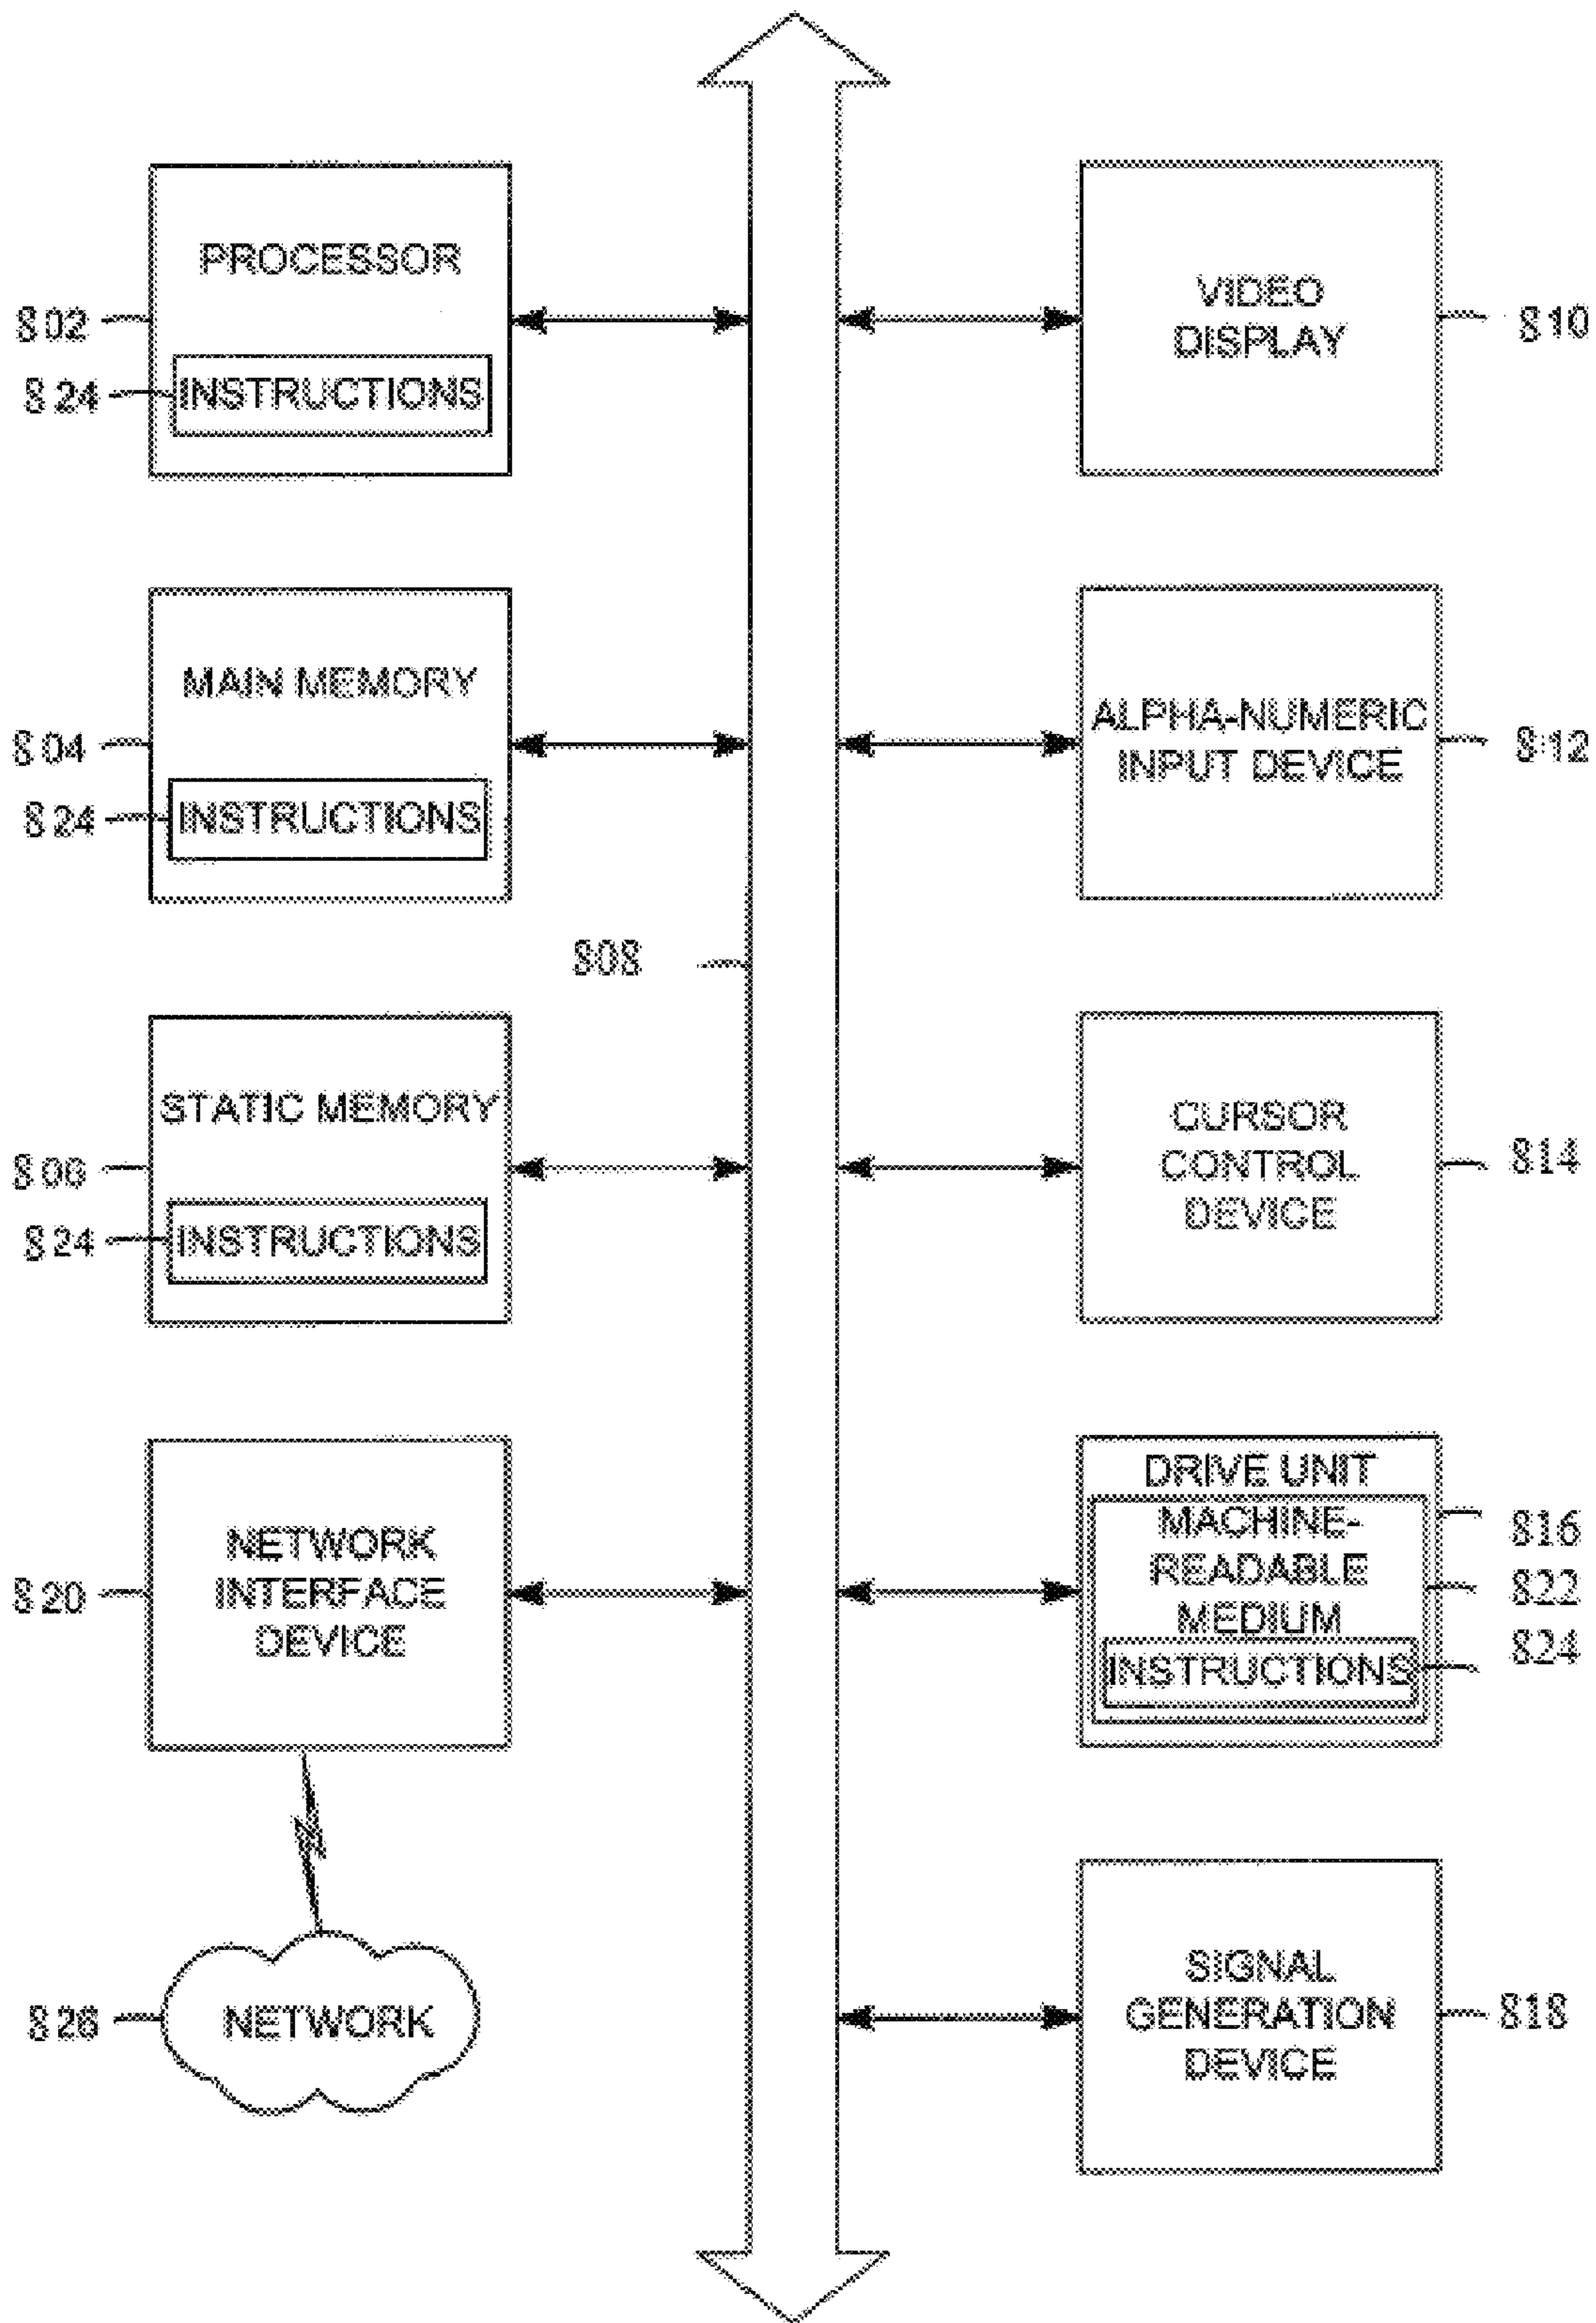 PROCESSOR
802
824
INSTRUCTIONS
MAIN MEMORY
804
824
INSTRUCTIONS
808
STATIC MEMORY
806
824
INSTRUCTIONS
NETWORK
INTERFACE
DEVICE
820
826
NETWORK
VIDEO
DISPLAY
810
ALPHA-NUMERIC
INPUT DEVICE
812
CURSOR
CONTROL
DEVICE
814
DRIVE UNIT
MACHINE-
READABLE
MEDIUM
INSTRUCTIONS
816
822
824
SIGNAL
GENERATION
DEVICE
818